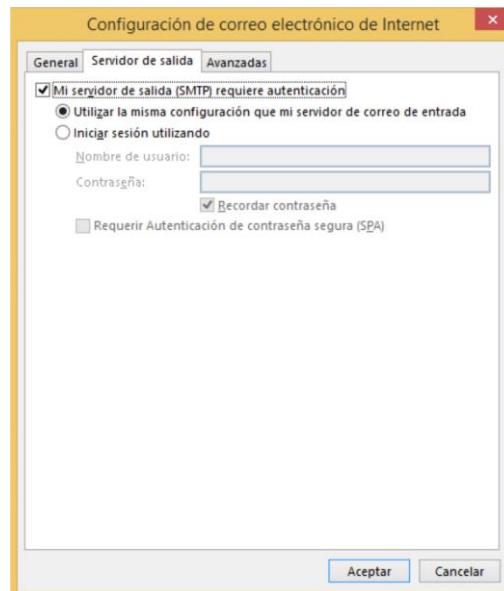 Configuración de correo electrónico de Internet
General Servidor de salida Avanzadas
Mi servidor de salida (SMTP) requiere autenticación
Utilizar la misma configuración que mi servidor de correo de entrada
Iniciar sesión utilizando
Nombre de usuario:
Contraseña:
Recordar contraseña
Requerir Autenticación de contraseña segura (SPA)
Aceptar Cancelar